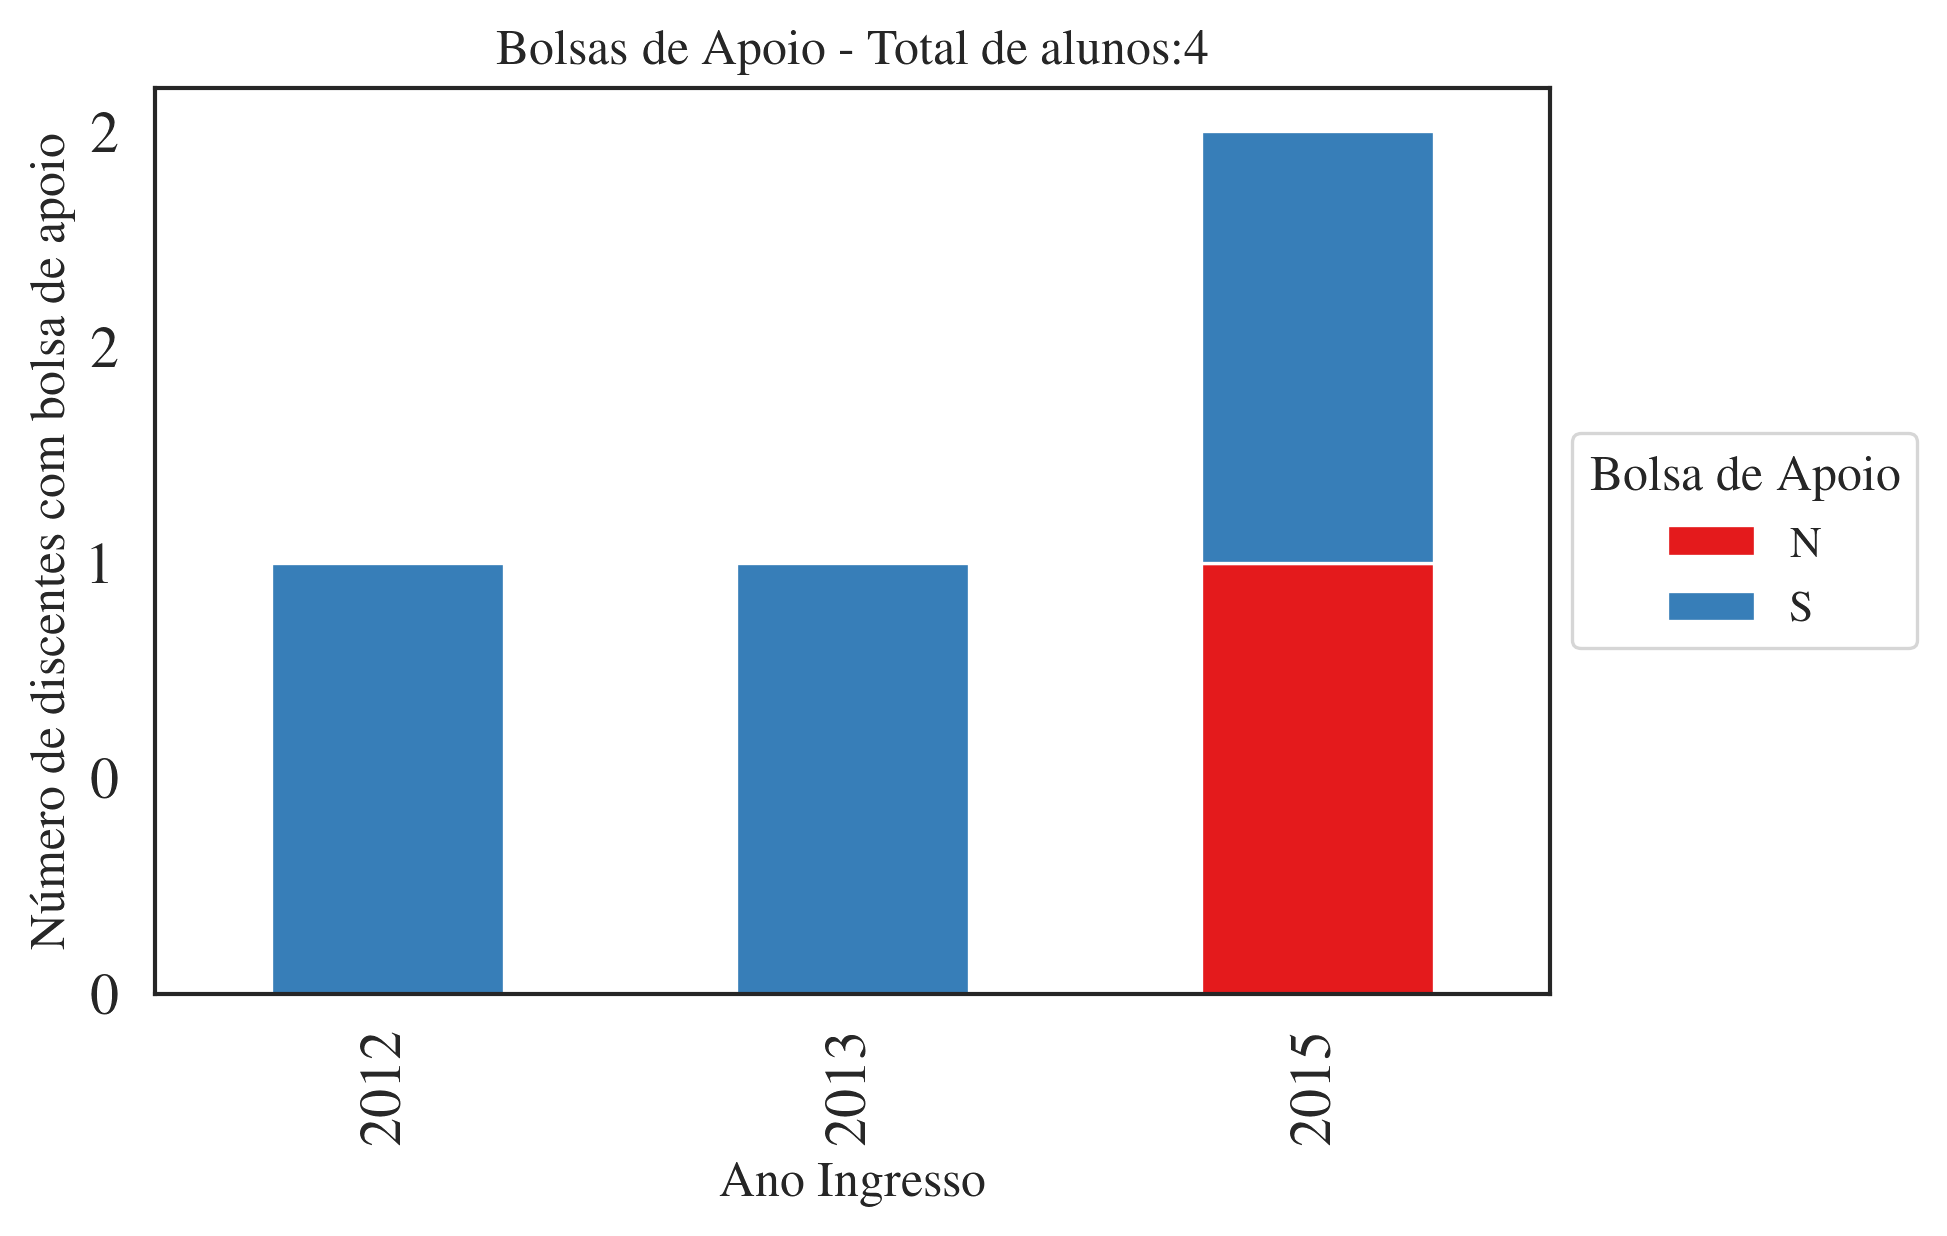 Bolsas de Apoio - Total de alunos:4
Número de discentes com bolsa de apoio
2
2
1
0
0
2012
2013
2015
Ano Ingresso
Bolsa de Apoio
N
S